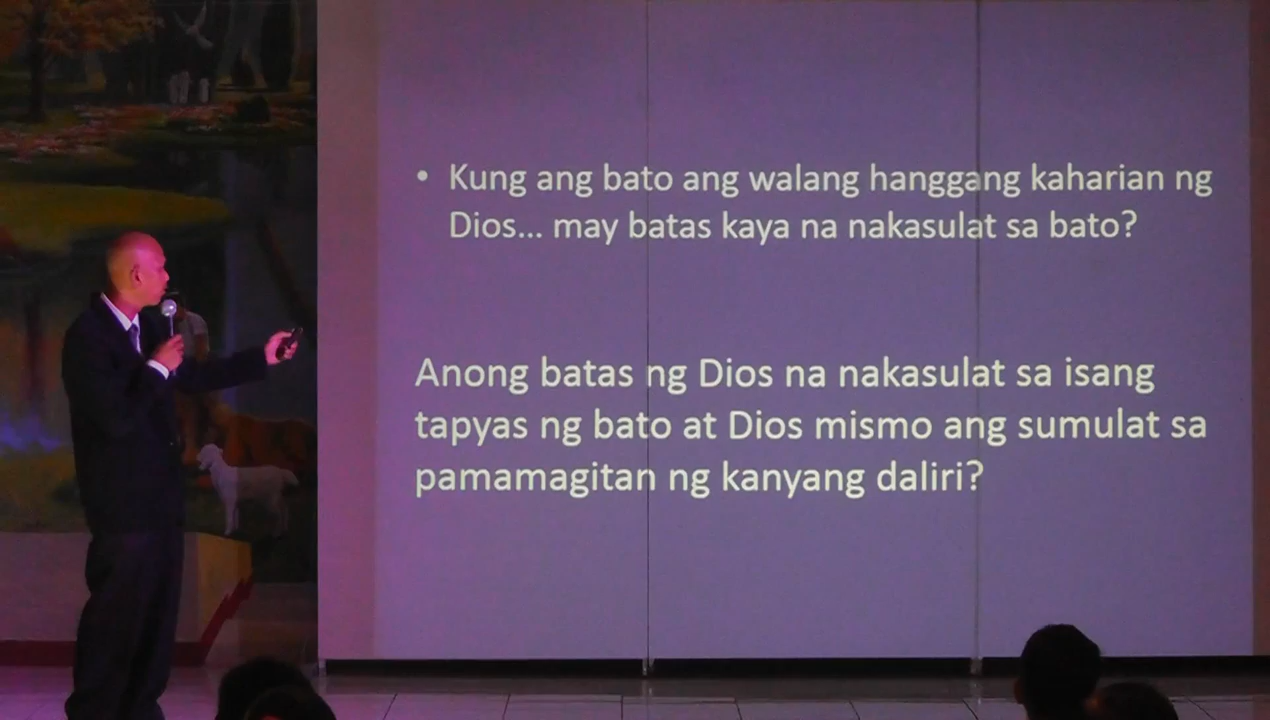 • Kung ang bato ang walang hanggang kaharian ng
Dios... may batas kaya na nakasulat sa bato?
Anong batas ng Dios na nakasulat sa isang
tapyas ng bato at Dios mismo ang sumulat sa
pamamagitan ng kanyang daliri?